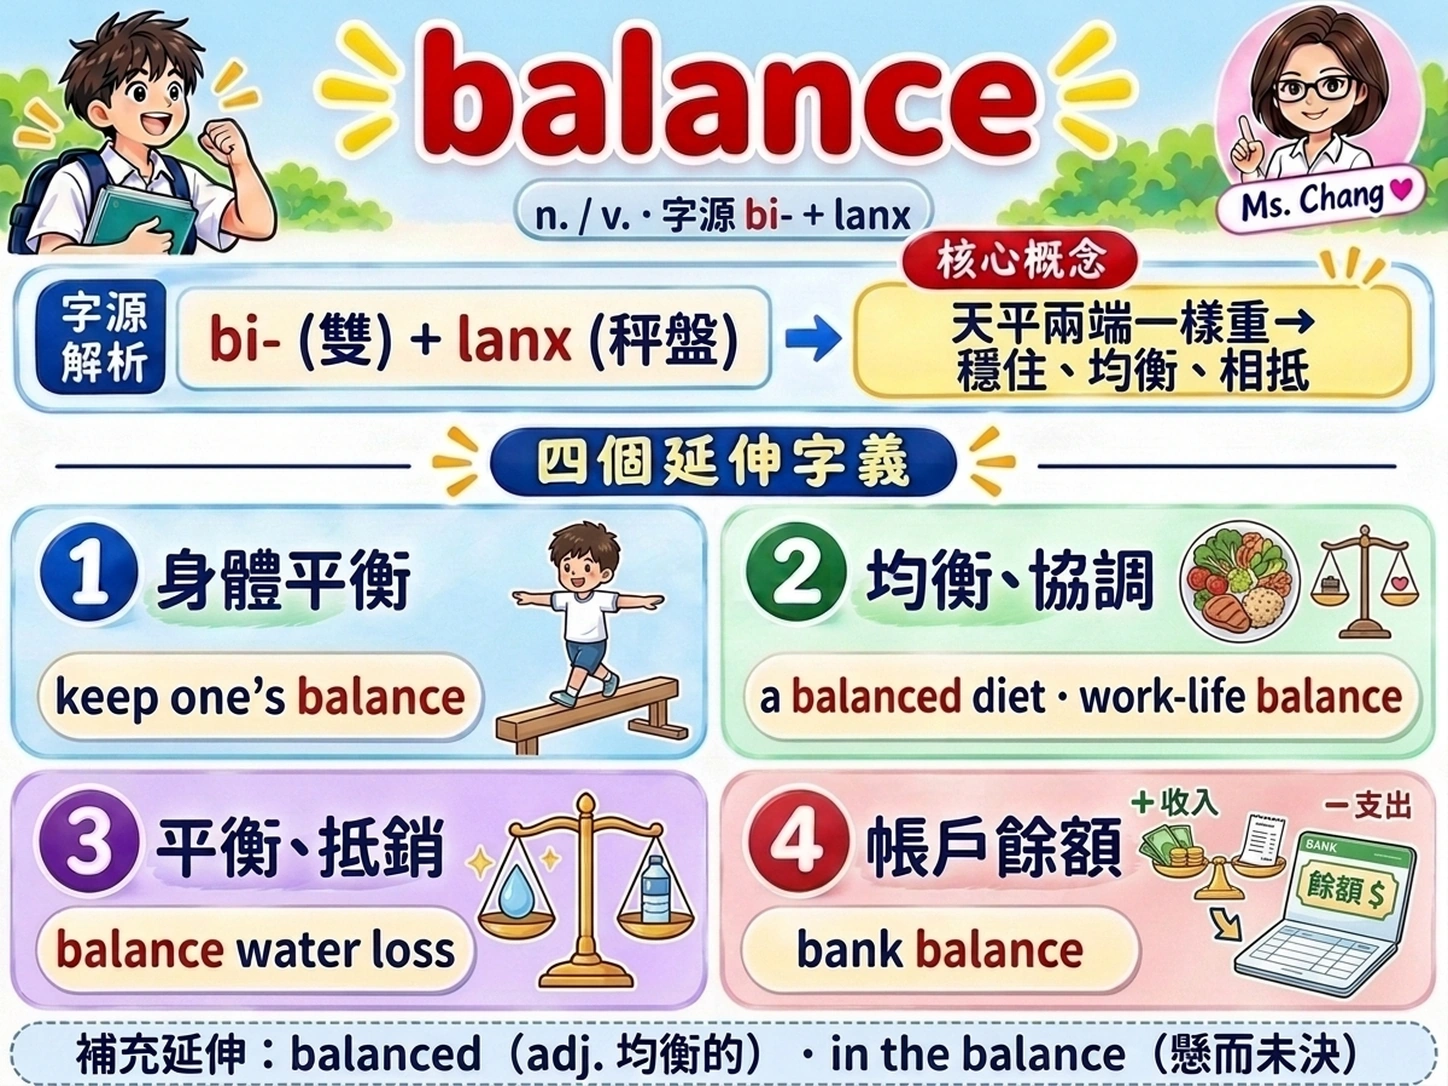 balance
Ms. Chang
n. / v. · 字源 bi- + lanx
核心概念
字源
解析
bi- (雙) + lanx (秤盤)
天平兩端一樣重→
穩住、均衡、相抵
四個延伸字義
1 身體平衡
keep one's balance
2 均衡、協調
a balanced diet · work-life balance
3 平衡、抵銷
balance water loss
4 帳戶餘額
+收入
−支出
BANK
餘額 $
bank balance
補充延伸：balanced（adj. 均衡的）· in the balance（懸而未決）